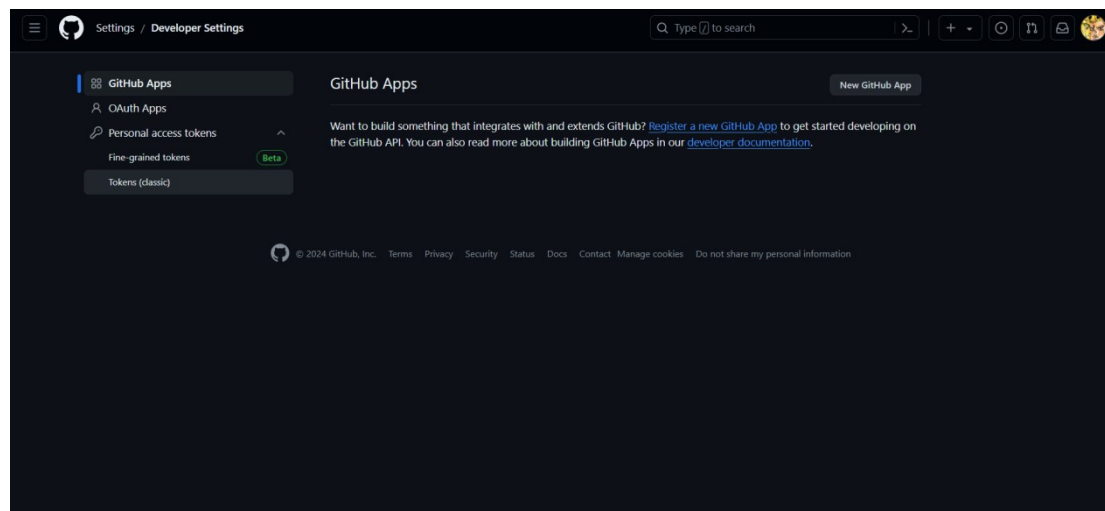 Settings / Developer Settings
Type / to search
GitHub Apps
OAuth Apps
Personal access tokens
Fine-grained tokens Beta
Tokens (classic)
GitHub Apps
New GitHub App
Want to build something that integrates with and extends GitHub? Register a new GitHub App to get started developing on
the GitHub API. You can also read more about building GitHub Apps in our developer documentation.
© 2024 GitHub, Inc. Terms Privacy Security Status Docs Contact Manage cookies Do not share my personal information